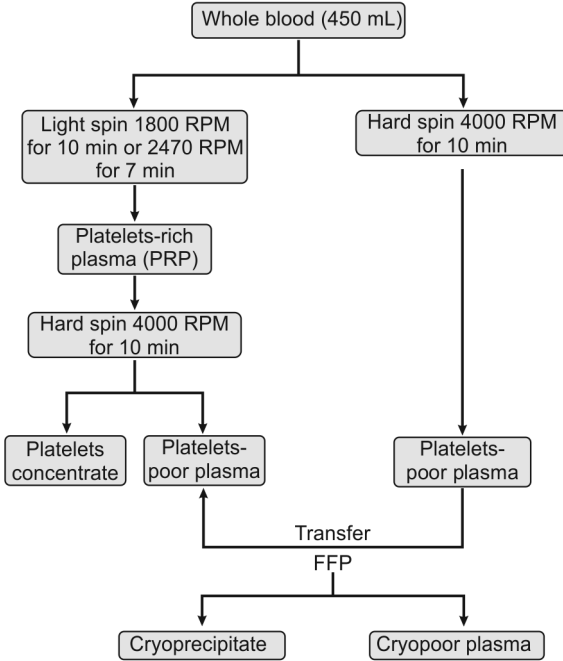 Whole blood (450 mL)
Light spin 1800 RPM
for 10 min or 2470 RPM
for 7 min
Hard spin 4000 RPM
for 10 min
Platelets-rich
plasma (PRP)
Hard spin 4000 RPM
for 10 min
Platelets
concentrate
Platelets-
poor plasma
Platelets-
poor plasma
Transfer
FFP
Cryoprecipitate
Cryopoor plasma